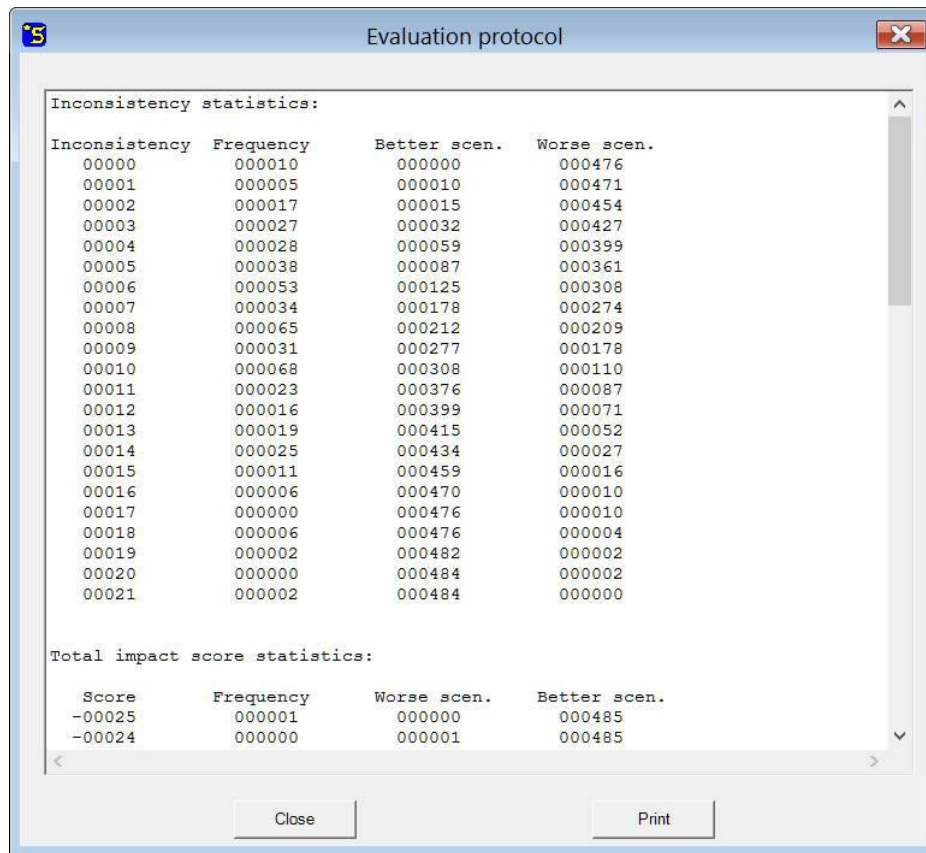 Evaluation protocol
Inconsistency statistics:
Inconsistency Frequency Better scen. Worse scen.
00000 000010 000000 000476
00001 000005 000010 000471
00002 000017 000015 000454
00003 000027 000032 000427
00004 000028 000059 000399
00005 000038 000087 000361
00006 000053 000125 000308
00007 000034 000178 000274
00008 000065 000212 000209
00009 000031 000277 000178
00010 000068 000308 000110
00011 000023 000376 000087
00012 000016 000399 000071
00013 000019 000415 000052
00014 000025 000434 000027
00015 000011 000459 000016
00016 000006 000470 000010
00017 000000 000476 000010
00018 000006 000476 000004
00019 000002 000482 000002
00020 000000 000484 000002
00021 000002 000484 000000
Total impact score statistics:
Score Frequency Worse scen. Better scen.
-00025 000001 000000 000485
-00024 000000 000001 000485
Close Print